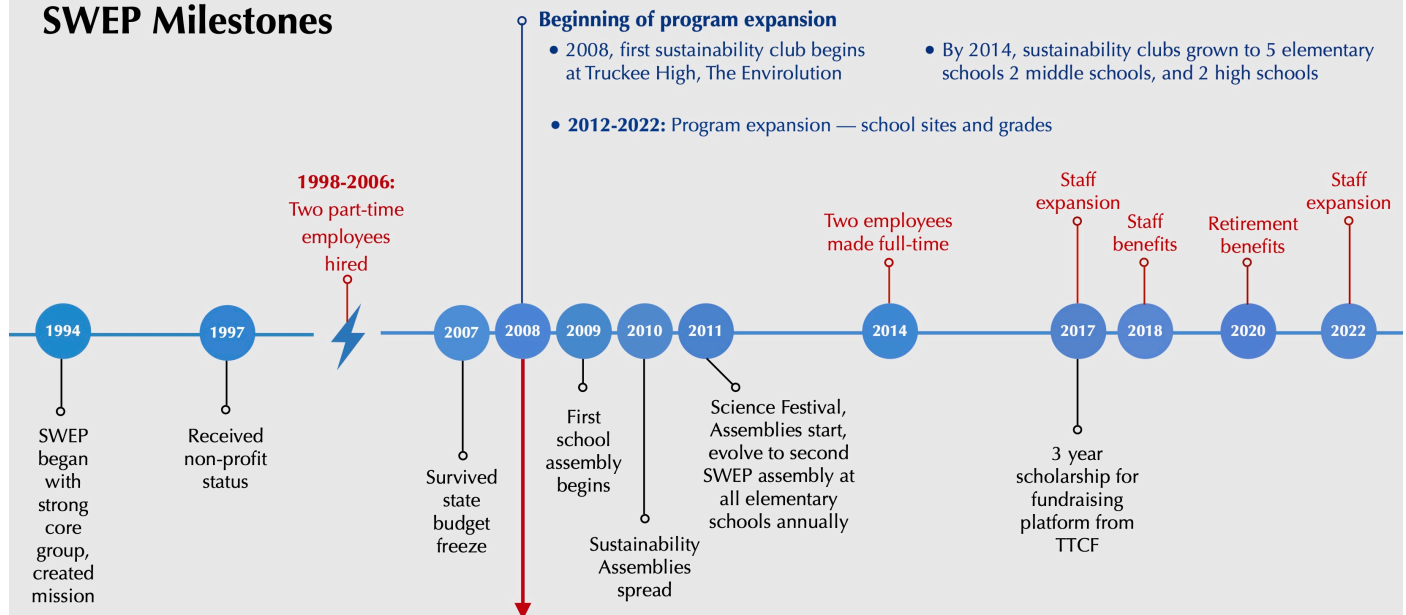 SWEP Milestones
Beginning of program expansion
• 2008, first sustainability club begins
at Truckee High, The Envirolution
• By 2014, sustainability clubs grown to 5 elementary
schools 2 middle schools, and 2 high schools
• 2012-2022: Program expansion — school sites and grades
1998-2006:
Two part-time
employees
hired
Two employees
made full-time
Staff
expansion
Staff
benefits
Retirement
benefits
Staff
expansion
1994
1997
2007
2008
2009
2010
2011
2014
2017
2018
2020
2022
SWEP
began
with
strong
core
group,
created
mission
Received
non-profit
status
Survived
state
budget
freeze
First
school
assembly
begins
Sustainability
Assemblies
spread
Science Festival,
Assemblies start,
evolve to second
SWEP assembly at
all elementary
schools annually
3 year
scholarship for
fundraising
platform from
TTCF